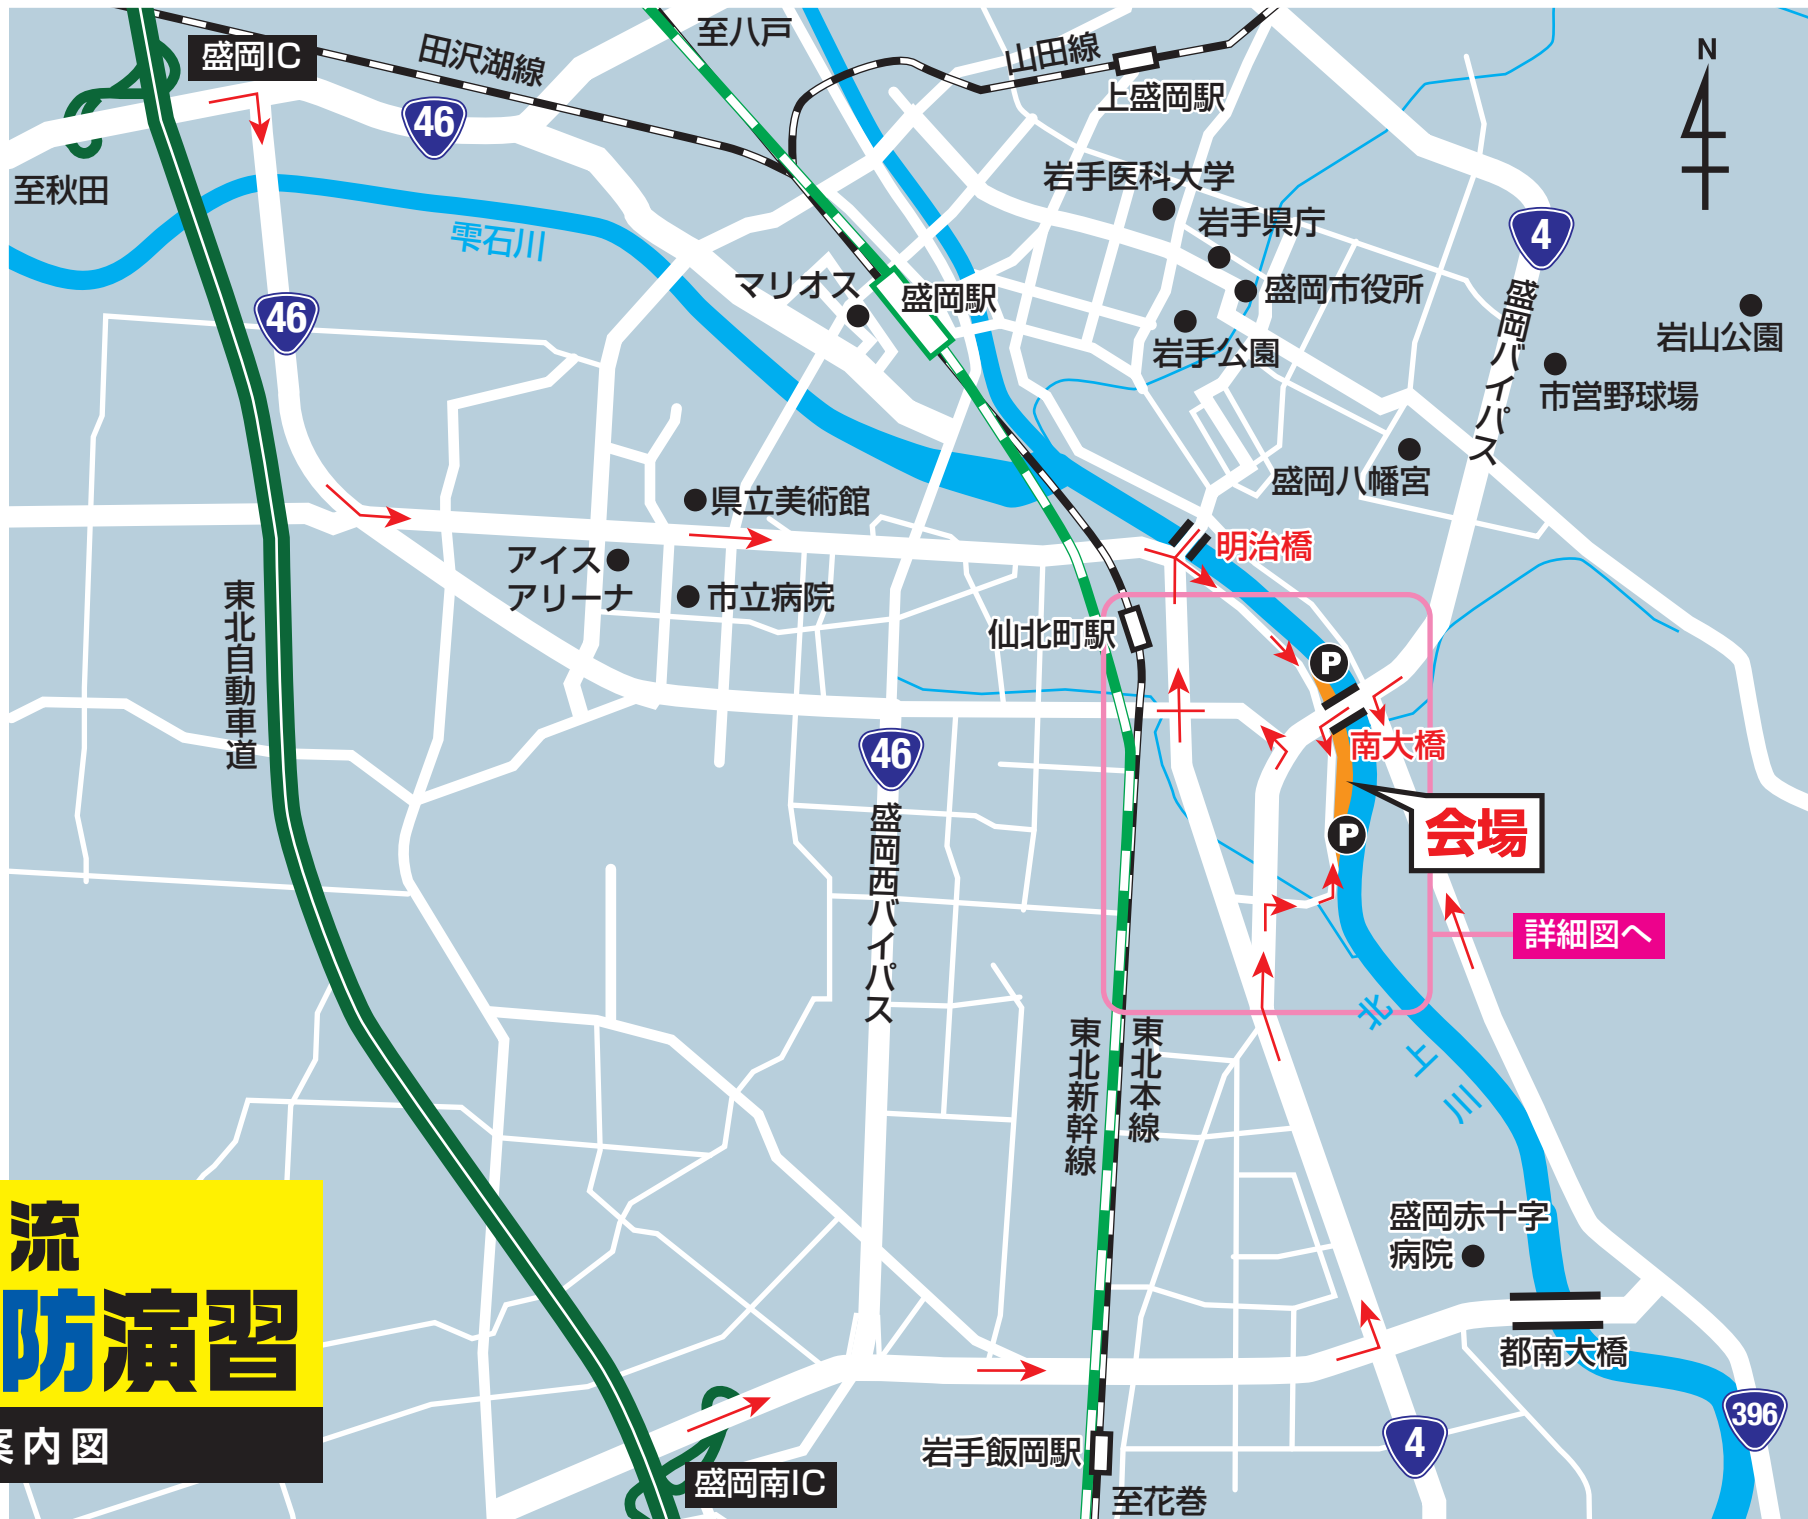 至八戸
N
盛岡IC
田沢湖線
山田線
上盛岡駅
46
至秋田
岩手医科大学
岩手県庁
4
雫石川
マリオス
盛岡駅
盛岡市役所
46
岩手公園
盛岡バイパス
岩山公園
市営野球場
盛岡八幡宮
県立美術館
明治橋
アイス
アリーナ
市立病院
東北自動車道
仙北町駅
P
46
南大橋
盛岡西バイパス
会場
P
詳細図へ
北上川
東北新幹線
東北本線
流
防演習
案内図
盛岡赤十字
病院
都南大橋
396
4
岩手飯岡駅
盛岡南IC
至花巻